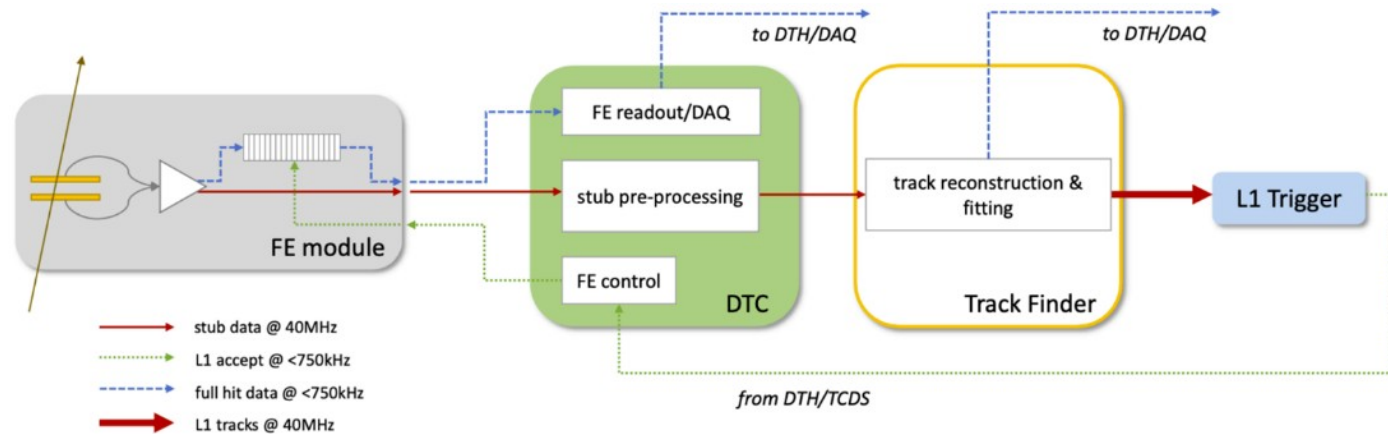 to DTH/DAQ
to DTH/DAQ
FE readout/DAQ
stub pre-processing
track reconstruction &
fitting
L1 Trigger
FE module
FE control
DTC
Track Finder
stub data @ 40MHz
L1 accept @ <750kHz
full hit data @ <750kHz
from DTH/TCDS
L1 tracks @ 40MHz